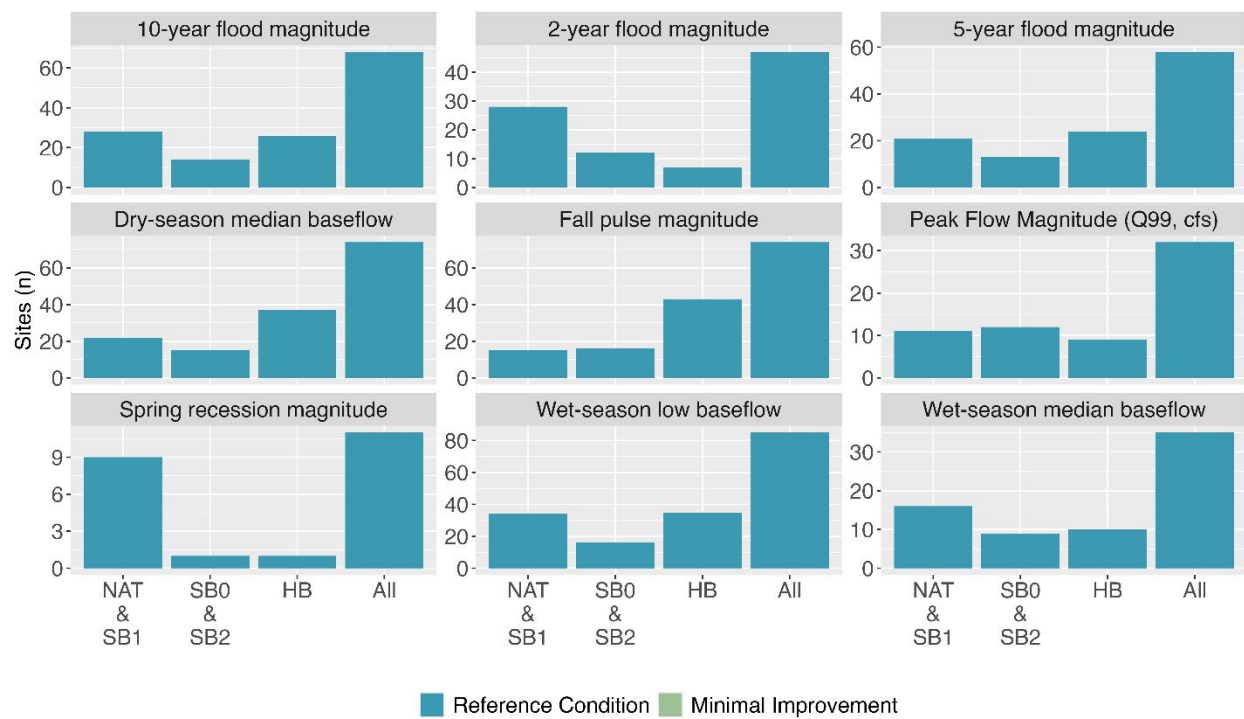 10-year flood magnitude
2-year flood magnitude
5-year flood magnitude
60
40
20
0
40
30
20
10
0
60
40
20
0
Dry-season median baseflow
Fall pulse magnitude
Peak Flow Magnitude (Q99, cfs)
Sites (n)
60
40
20
0
60
40
20
0
30
20
10
0
Spring recession magnitude
Wet-season low baseflow
Wet-season median baseflow
9
6
3
0
80
60
40
20
0
30
20
10
0
NAT & SB1
SB0 & SB2
HB
All
NAT & SB1
SB0 & SB2
HB
All
NAT & SB1
SB0 & SB2
HB
All
Reference Condition
Minimal Improvement